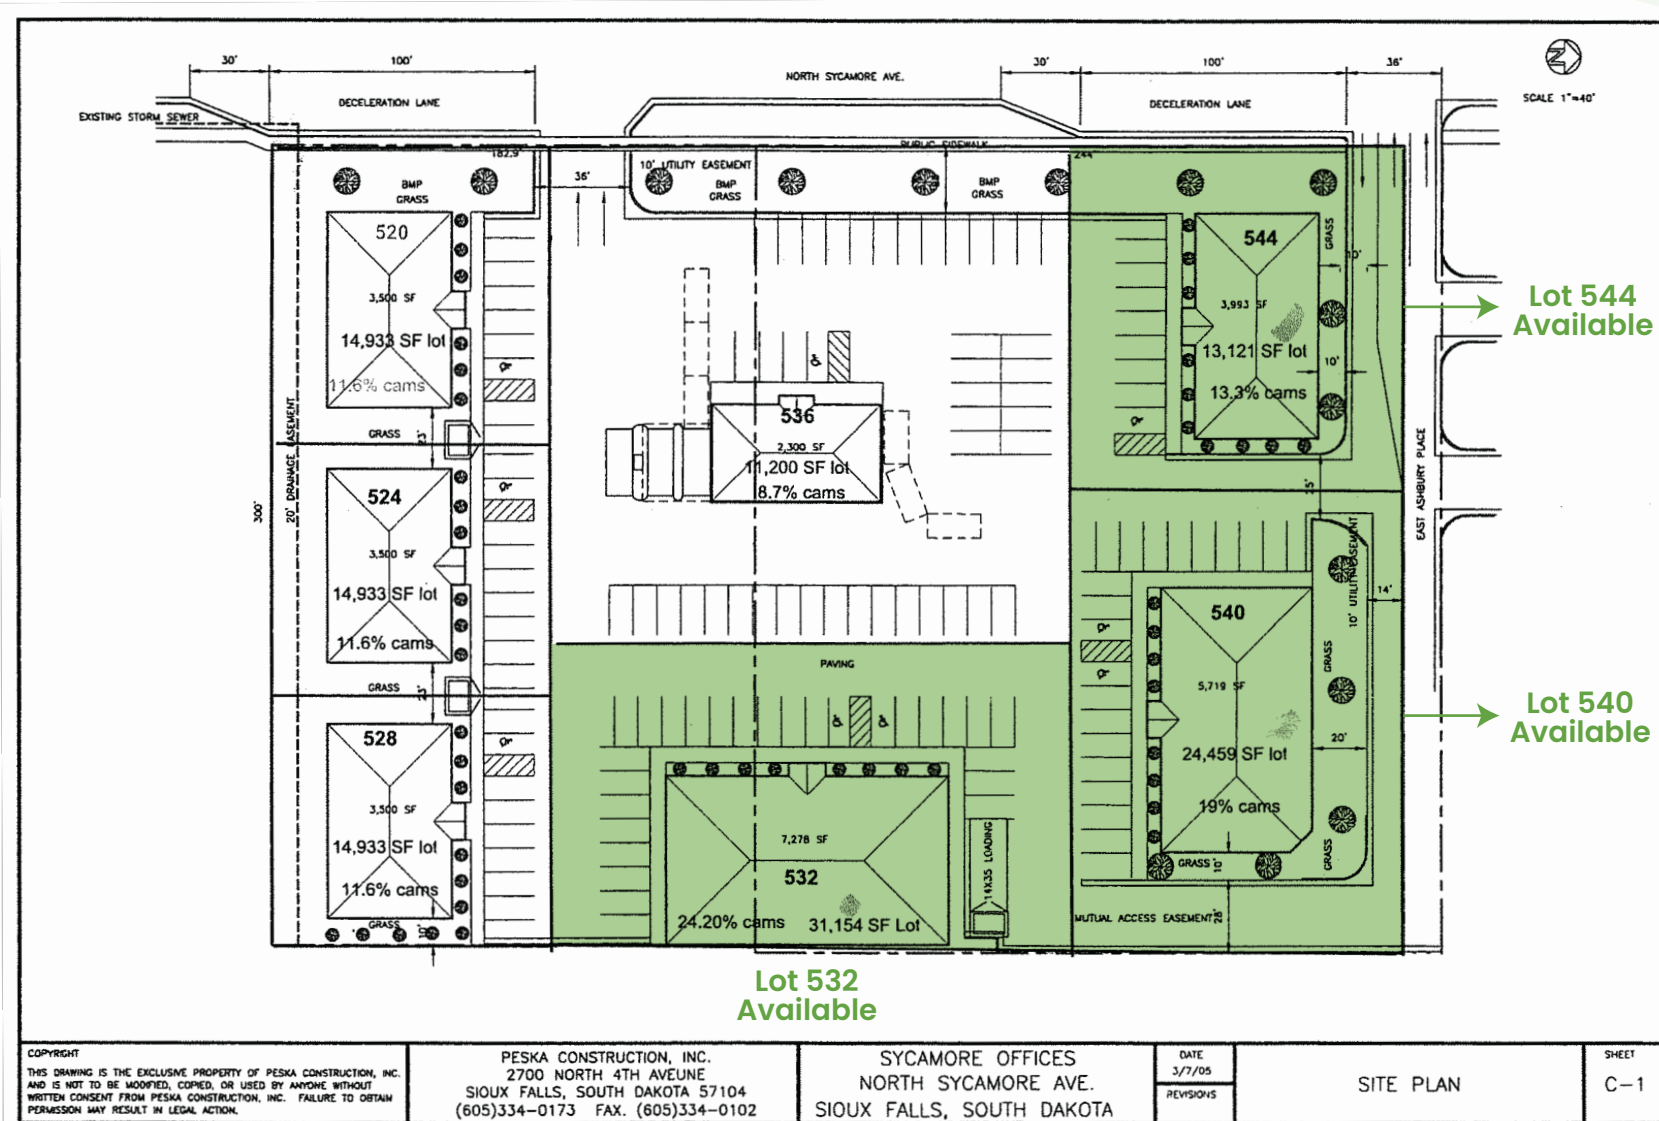 30'
100'
NORTH SYCAMORE AVE.
30'
100'
36'
N
SCALE 1"=40'
DECELERATION LANE
DECELERATION LANE
EXISTING STORM SEWER
PUBLIC SIDEWALK
182.9'
10' UTILITY EASEMENT
244'
36'
BMP
GRASS
BMP
GRASS
BMP
GRASS
520
3,500 SF
14,933 SF lot
11.6% cams
GRASS
23'
544
3,993 SF
13,121 SF lot
13.3% cams
GRASS
10'
10'
Lot 544
Available
536
2,300 SF
11,200 SF lot
8.7% cams
20' DRAINAGE EASEMENT
300'
EAST ASHBURY PLACE
524
3,500 SF
14,933 SF lot
11.6% cams
GRASS
23'
25'
10' UTILITY EASEMENT
14'
540
5,719 SF
24,459 SF lot
19% cams
GRASS
20'
GRASS
GRASS
10'
Lot 540
Available
PAVING
528
3,500 SF
14,933 SF lot
11.6% cams
GRASS
10'
7,278 SF
532
24.20% cams
31,154 SF Lot
14X35 LOADING
MUTUAL ACCESS EASEMENT
28'
Lot 532
Available
COPYRIGHT
THIS DRAWING IS THE EXCLUSIVE PROPERTY OF PESKA CONSTRUCTION, INC.
AND IS NOT TO BE MODIFIED, COPIED, OR USED BY ANYONE WITHOUT
WRITTEN CONSENT FROM PESKA CONSTRUCTION, INC. FAILURE TO OBTAIN
PERMISSION MAY RESULT IN LEGAL ACTION.
PESKA CONSTRUCTION, INC.
2700 NORTH 4TH AVEUNE
SIOUX FALLS, SOUTH DAKOTA 57104
(605)334-0173 FAX. (605)334-0102
SYCAMORE OFFICES
NORTH SYCAMORE AVE.
SIOUX FALLS, SOUTH DAKOTA
DATE
3/7/05
REVISIONS
SITE PLAN
SHEET
C-1